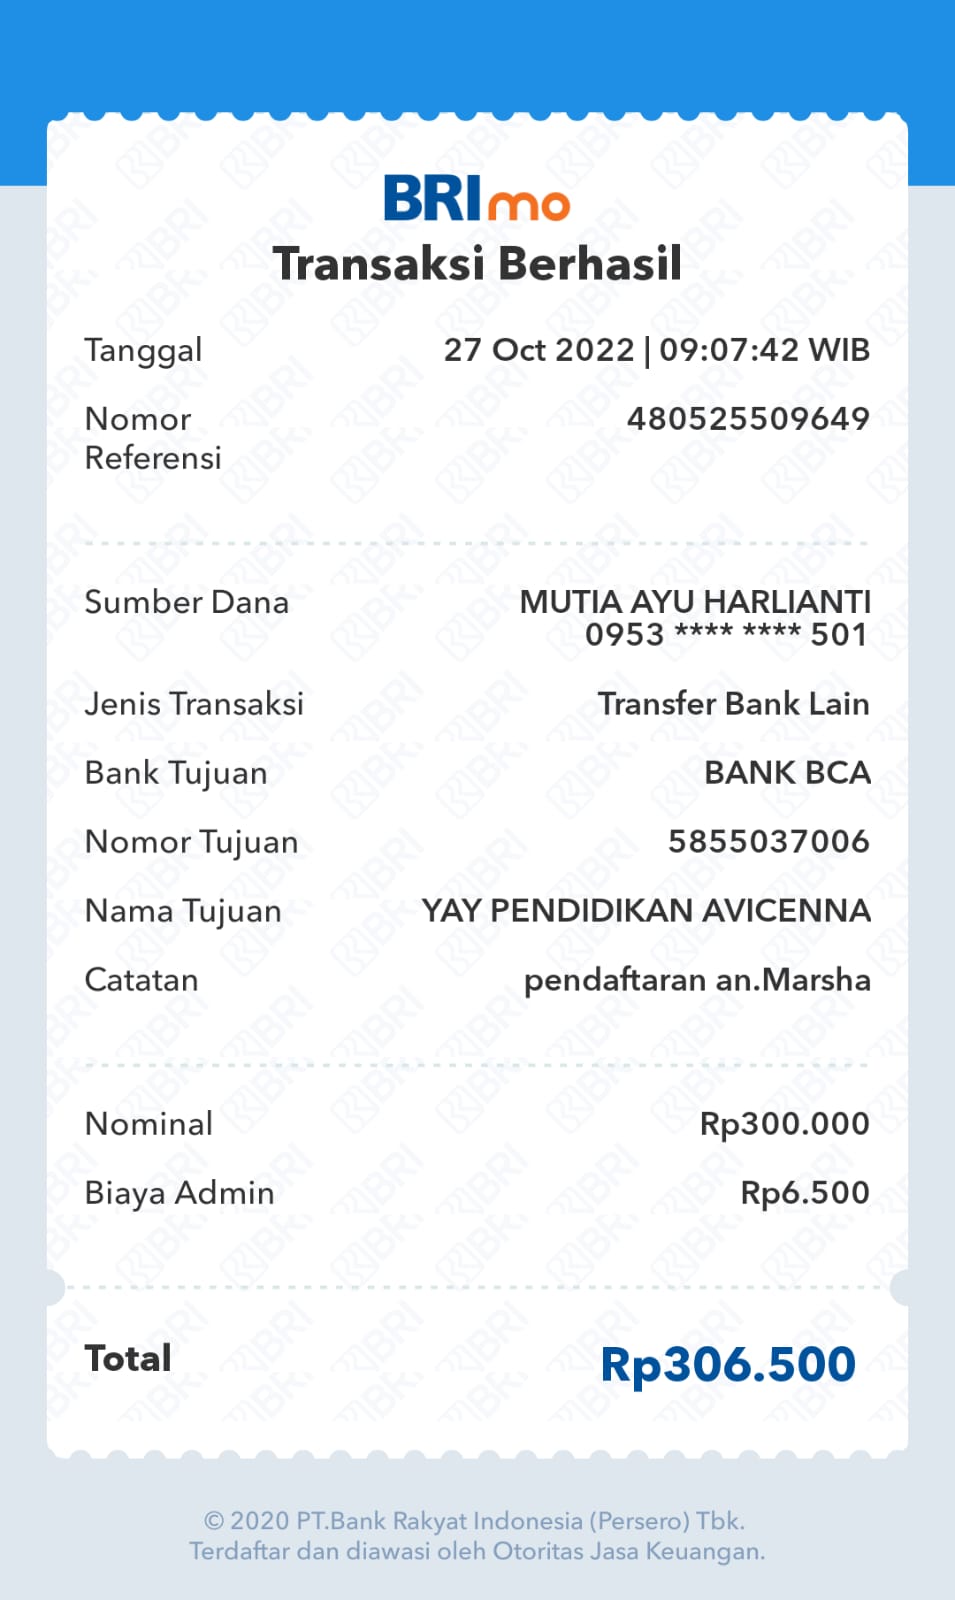 BRImo
Transaksi Berhasil
Tanggal 27 Oct 2022 | 09:07:42 WIB
Nomor 480525509649
Referensi
Sumber Dana MUTIA AYU HARLIANTI
0953 **** **** 501
Jenis Transaksi Transfer Bank Lain
Bank Tujuan BANK BCA
Nomor Tujuan 5855037006
Nama Tujuan YAY PENDIDIKAN AVICENNA
Catatan pendaftaran an.Marsha
Nominal Rp300.000
Biaya Admin Rp6.500
Total Rp306.500
© 2020 PT.Bank Rakyat Indonesia (Persero) Tbk.
Terdaftar dan diawasi oleh Otoritas Jasa Keuangan.